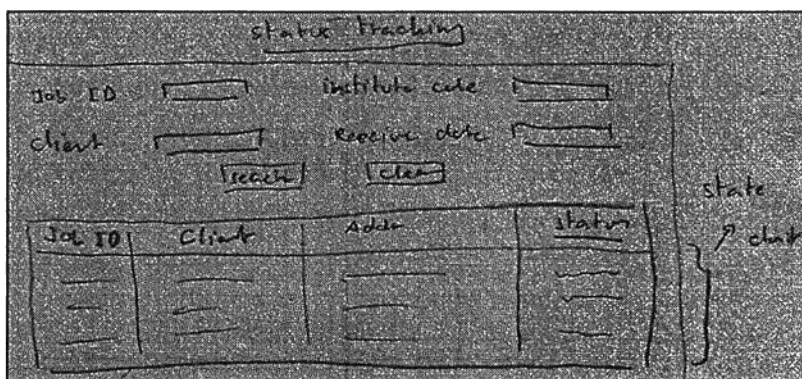 status tracking
Job ID institute code
client Receive date
search clear
state
Job ID Client Addr status
chart